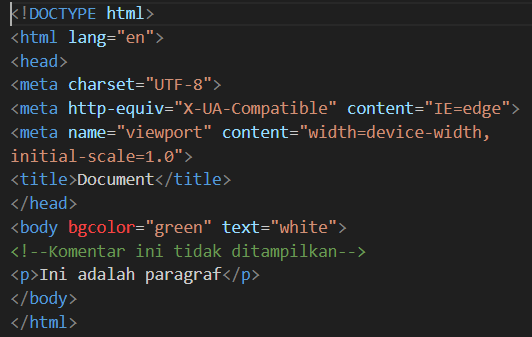 <!DOCTYPE html>
<html lang="en">
<head>
<meta charset="UTF-8">
<meta http-equiv="X-UA-Compatible" content="IE=edge">
<meta name="viewport" content="width=device-width,
initial-scale=1.0">
<title>Document</title>
</head>
<body bgcolor="green" text="white">
<!--Komentar ini tidak ditampilkan-->
<p>Ini adalah paragraf</p>
</body>
</html>